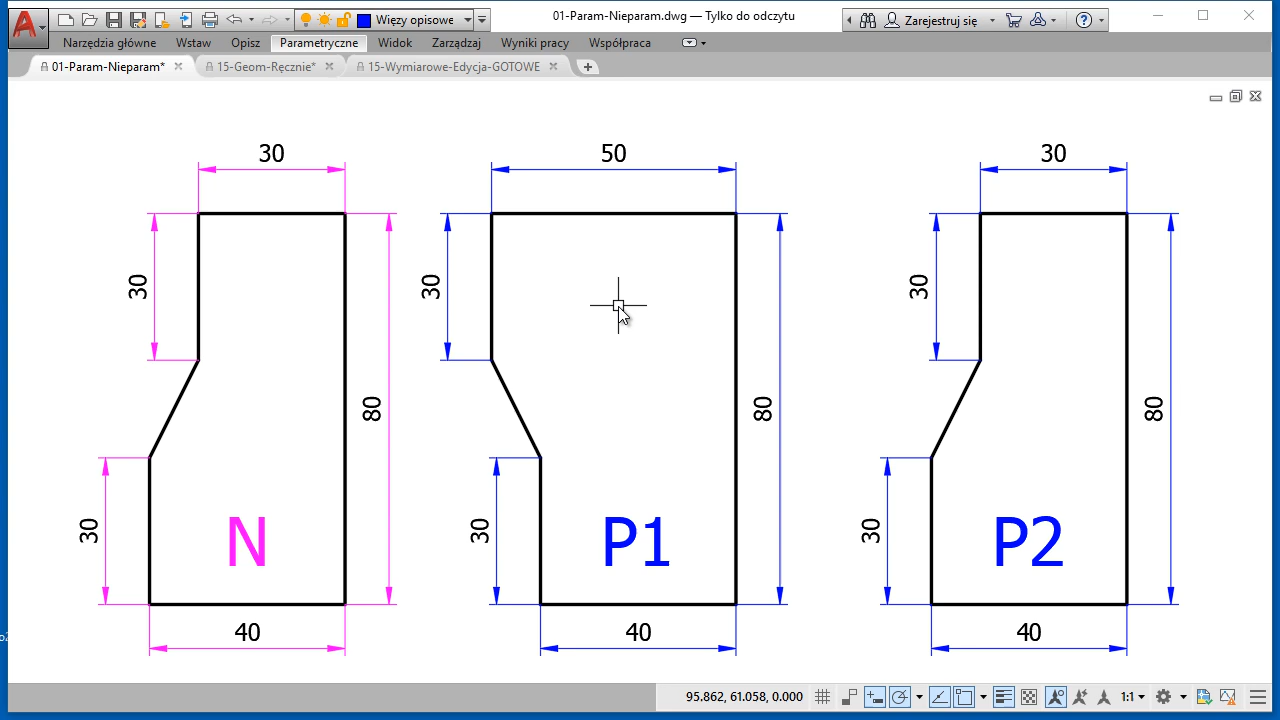 Więzy opisowe
01-Param-Nieparam.dwg — Tylko do odczytu
Zarejestruj się
Narzędzia główne Wstaw Opisz Parametryczne Widok Zarządzaj Wyniki pracy Współpraca
01-Param-Nieparam* 15-Geom-Ręcznie* 15-Wymiarowe-Edycja-GOTOWE
30 50 30
30 30 30
80 80 80
30 30 30
N P1 P2
40 40 40
95.862, 61.058, 0.000 1:1